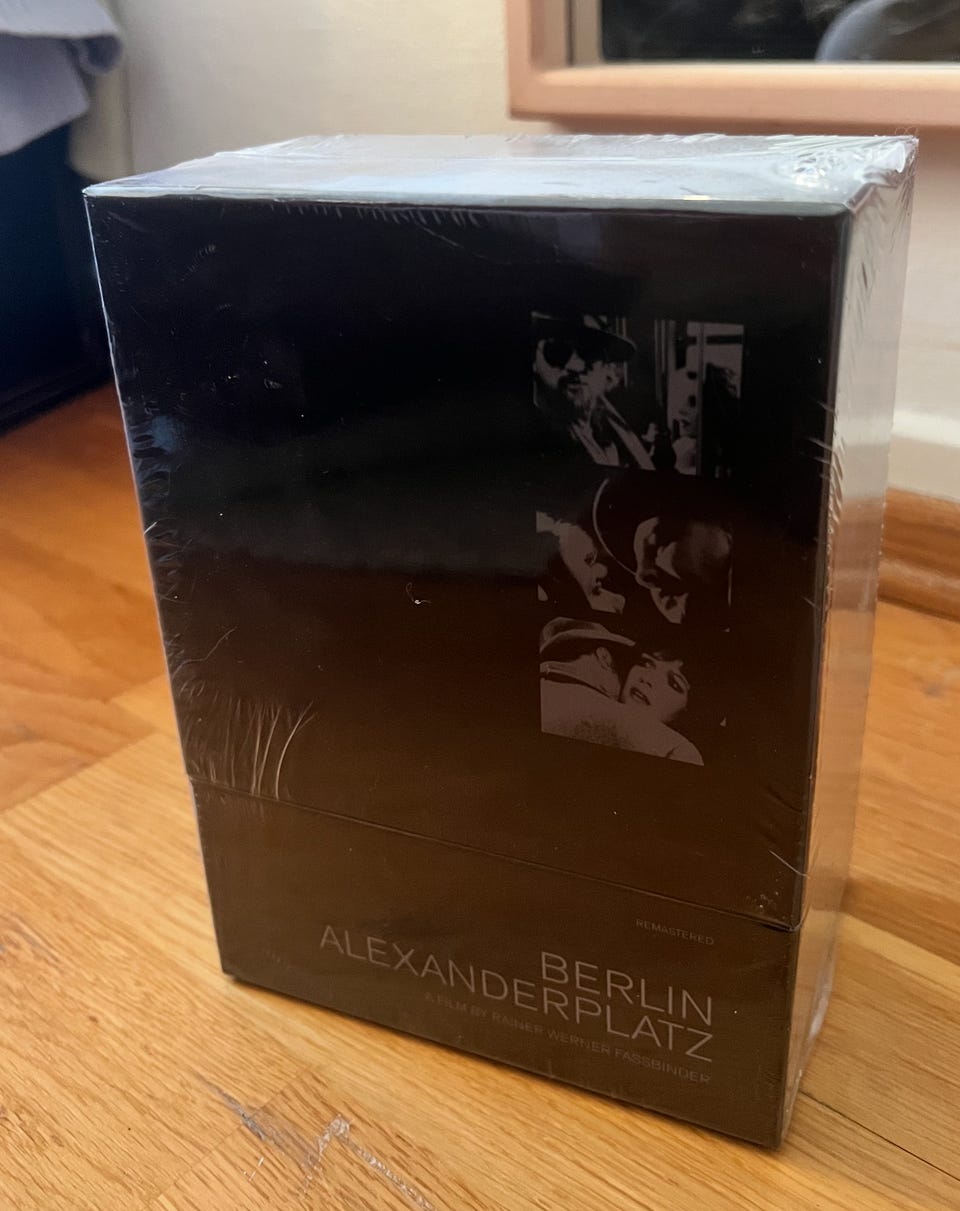 REMASTERED
BERLIN
ALEXANDERPLATZ
A FILM BY RAINER WERNER FASSBINDER